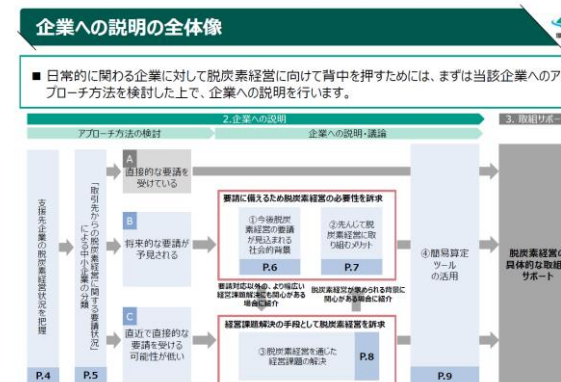 企業への説明の全体像
■ 日常的に関わる企業に対して脱炭素経営に向けて背中を押すためには、まずは当該企業へのア
プローチ方法を検討した上で、企業への説明を行います。
2.企業への説明
3. 取組サポー
アプローチ方法の検討
企業への説明・議論
支援先企業の脱炭素経営状況を把握
P.4
「取引先からの脱炭素経営に関する要請状況」
による中小企業の分類
P.5
A
直接的な要請を
受けている
B
将来的な要請が
予見される
C
直近で直接的な
要請を受ける
可能性が低い
要請に備えるため脱炭素経営の必要性を訴求
①今後脱炭
素経営の要請
が見込まれる
社会的背景
P.6
②先んじて脱
炭素経営に取
り組むメリット
P.7
要請対応以外の、より幅広い
経営課題解決にも関心がある
場合に紹介
脱炭素経営が求められる背景に
関心がある場合に紹介
経営課題解決の手段として脱炭素経営を訴求
③脱炭素経営を通じた
経営課題の解決
P.8
④簡易算定
ツール
の活用
P.9
脱炭素経営の
具体的な取組
サポート